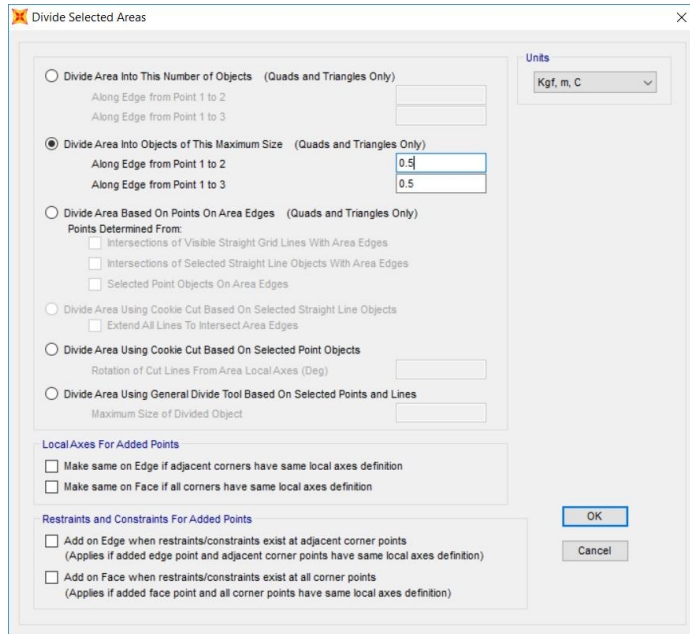 Divide Selected Areas
Units
Kgf, m, C
Divide Area Into This Number of Objects (Quads and Triangles Only)
Along Edge from Point 1 to 2
Along Edge from Point 1 to 3
Divide Area Into Objects of This Maximum Size (Quads and Triangles Only)
Along Edge from Point 1 to 2 0.5
Along Edge from Point 1 to 3 0.5
Divide Area Based On Points On Area Edges (Quads and Triangles Only)
Points Determined From:
Intersections of Visible Straight Grid Lines With Area Edges
Intersections of Selected Straight Line Objects With Area Edges
Selected Point Objects On Area Edges
Divide Area Using Cookie Cut Based On Selected Straight Line Objects
Extend All Lines To Intersect Area Edges
Divide Area Using Cookie Cut Based On Selected Point Objects
Rotation of Cut Lines From Area Local Axes (Deg)
Divide Area Using General Divide Tool Based On Selected Points and Lines
Maximum Size of Divided Object
Local Axes For Added Points
Make same on Edge if adjacent corners have same local axes definition
Make same on Face if all corners have same local axes definition
Restraints and Constraints For Added Points
Add on Edge when restraints/constraints exist at adjacent corner points
(Applies if added edge point and adjacent corner points have same local axes definition)
Add on Face when restraints/constraints exist at all corner points
(Applies if added face point and all corner points have same local axes definition)
OK
Cancel